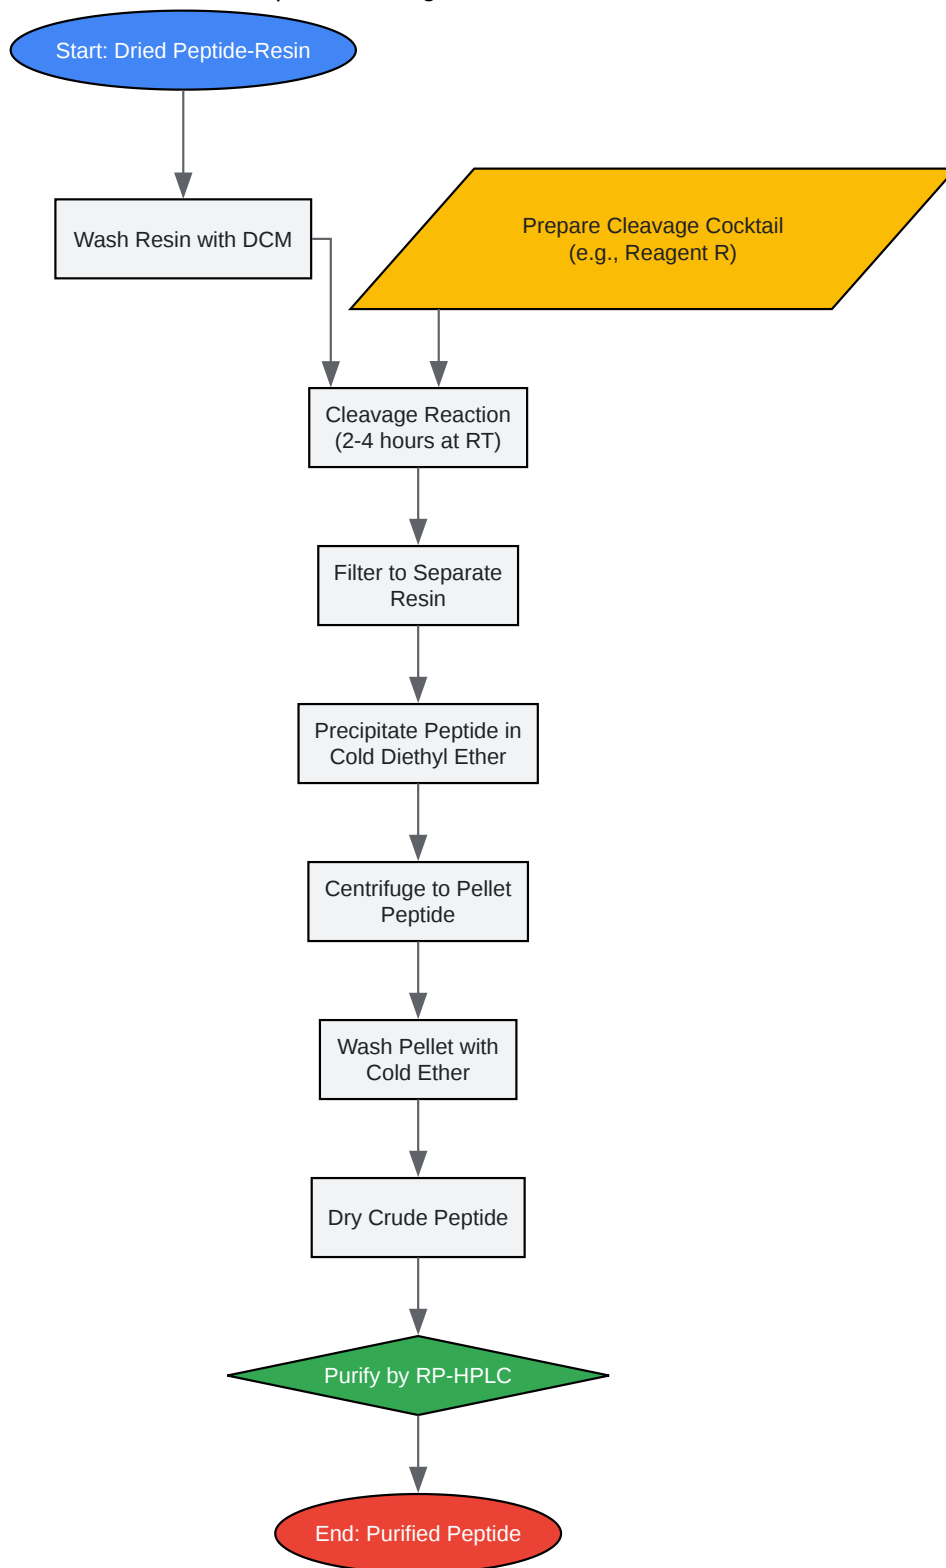 Start: Dried Peptide-Resin
Wash Resin with DCM
Prepare Cleavage Cocktail
(e.g., Reagent R)
Cleavage Reaction
(2-4 hours at RT)
Filter to Separate
Resin
Precipitate Peptide in
Cold Diethyl Ether
Centrifuge to Pellet
Peptide
Wash Pellet with
Cold Ether
Dry Crude Peptide
Purify by RP-HPLC
End: Purified Peptide